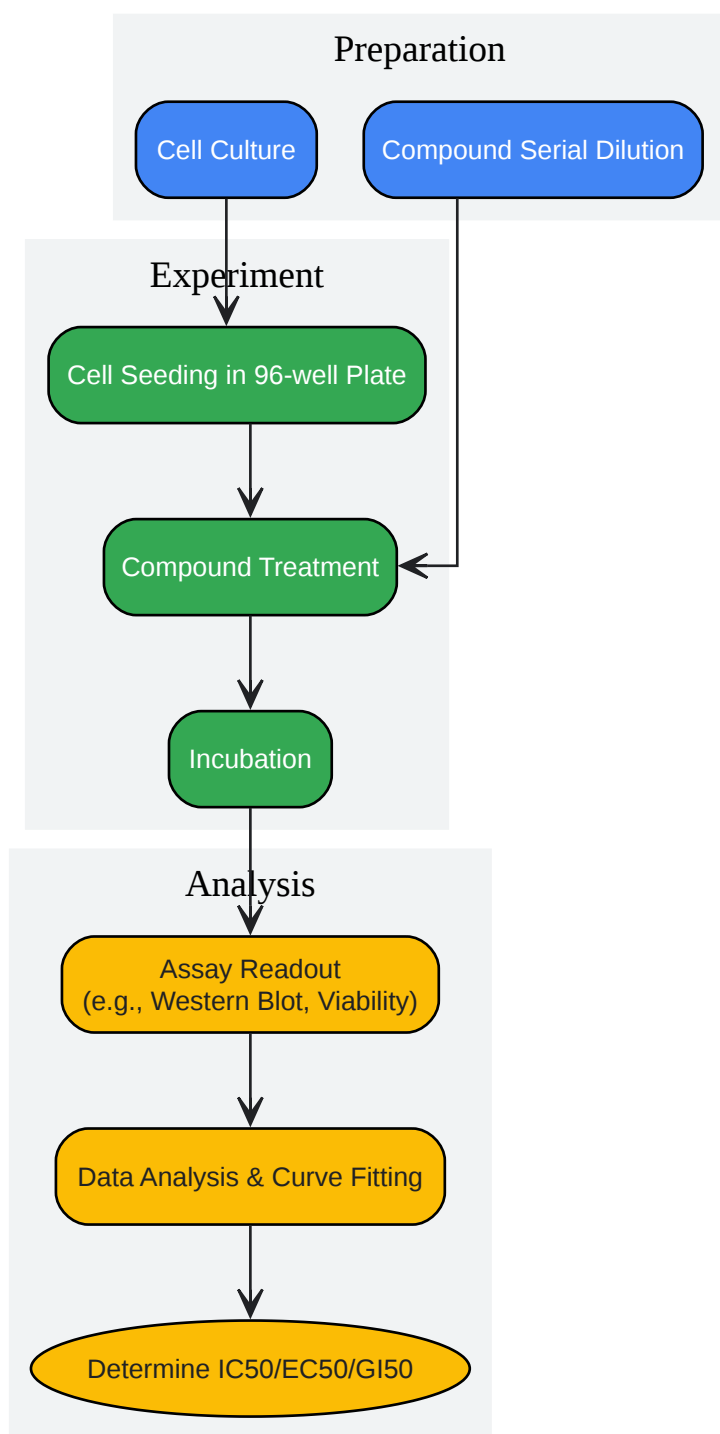 Preparation
Cell Culture
Compound Serial Dilution
Experiment
Cell Seeding in 96-well Plate
Compound Treatment
Incubation
Analysis
Assay Readout
(e.g., Western Blot, Viability)
Data Analysis & Curve Fitting
Determine IC50/EC50/GI50